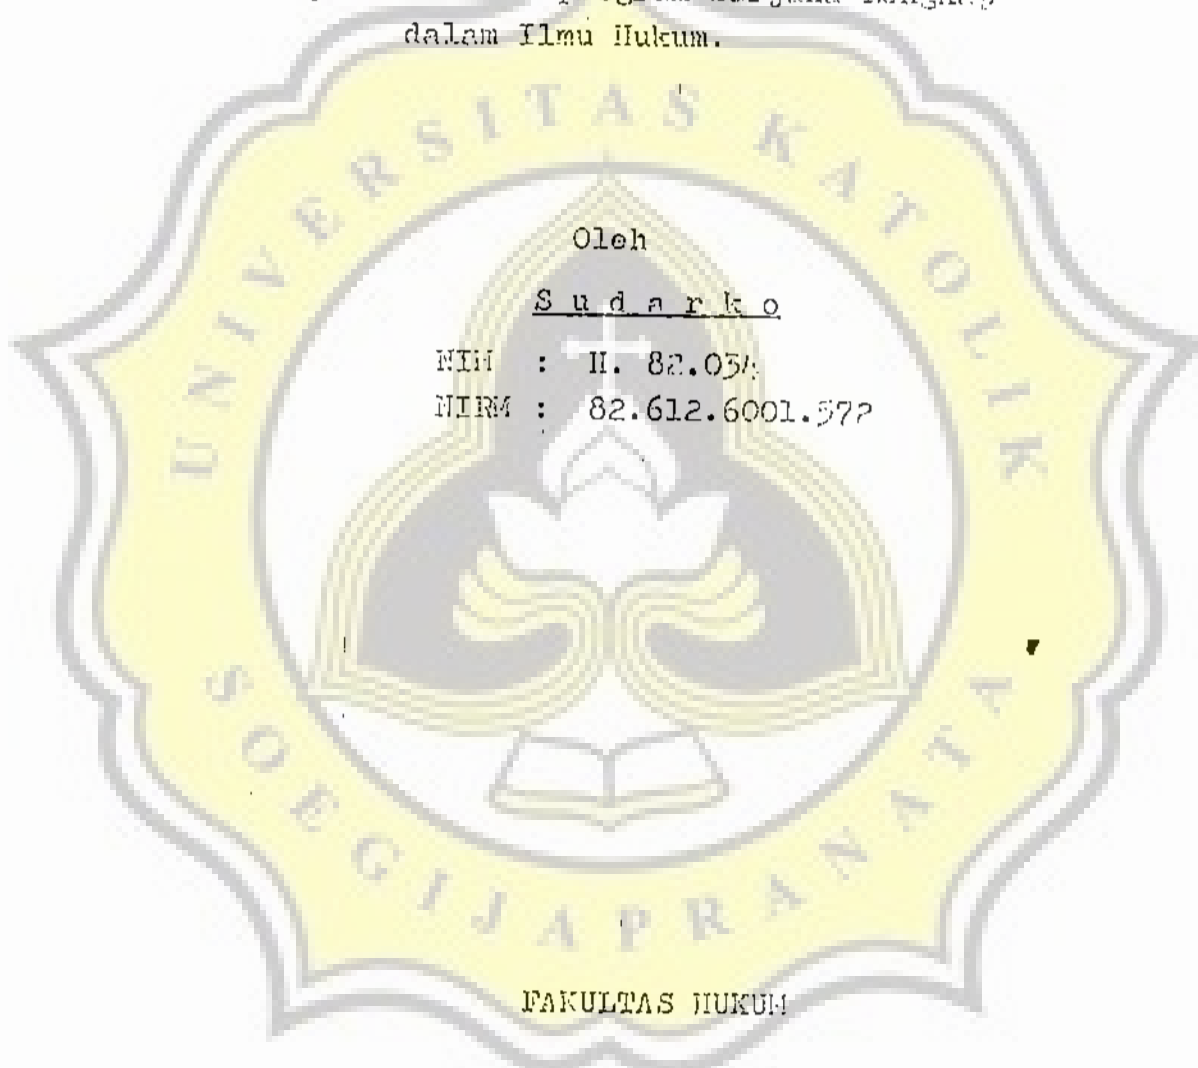 dalam Ilmu Hukum.
UNIVERSITAS KATOLIK
Oleh
S u d a r k o
NIM : H. 82.034
NIRM : 82.612.6001.572
SOEGIJAPRANATA
FAKULTAS HUKUM